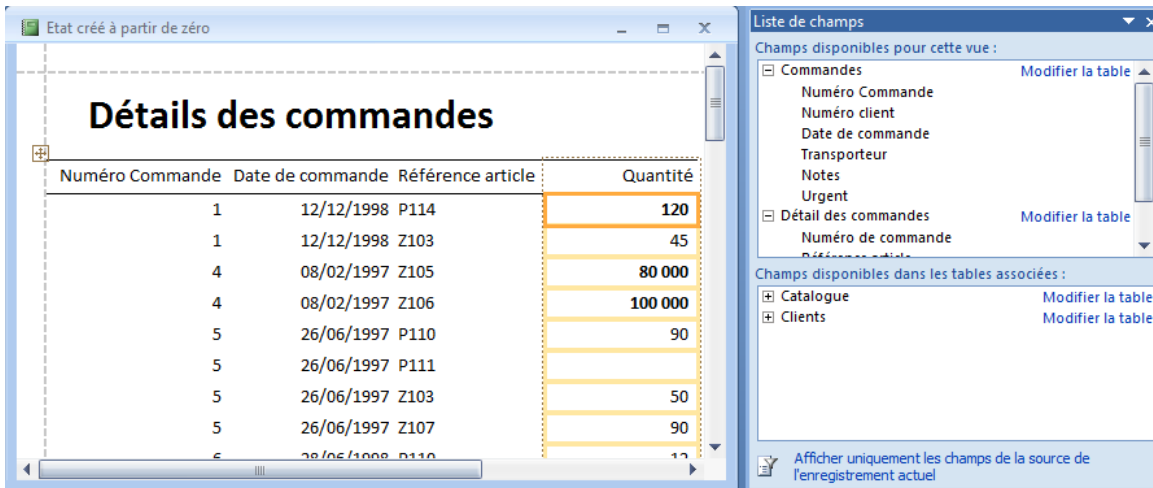 Etat créé à partir de zéro
Détails des commandes
Numéro Commande Date de commande Référence article Quantité
1 12/12/1998 P114 120
1 12/12/1998 Z103 45
4 08/02/1997 Z105 80 000
4 08/02/1997 Z106 100 000
5 26/06/1997 P110 90
5 26/06/1997 P111
5 26/06/1997 Z103 50
5 26/06/1997 Z107 90
Liste de champs
Champs disponibles pour cette vue :
Commandes Modifier la table
Numéro Commande
Numéro client
Date de commande
Transporteur
Notes
Urgent
Détail des commandes Modifier la table
Numéro de commande
Champs disponibles dans les tables associées :
Catalogue Modifier la table
Clients Modifier la table
Afficher uniquement les champs de la source de
l'enregistrement actuel